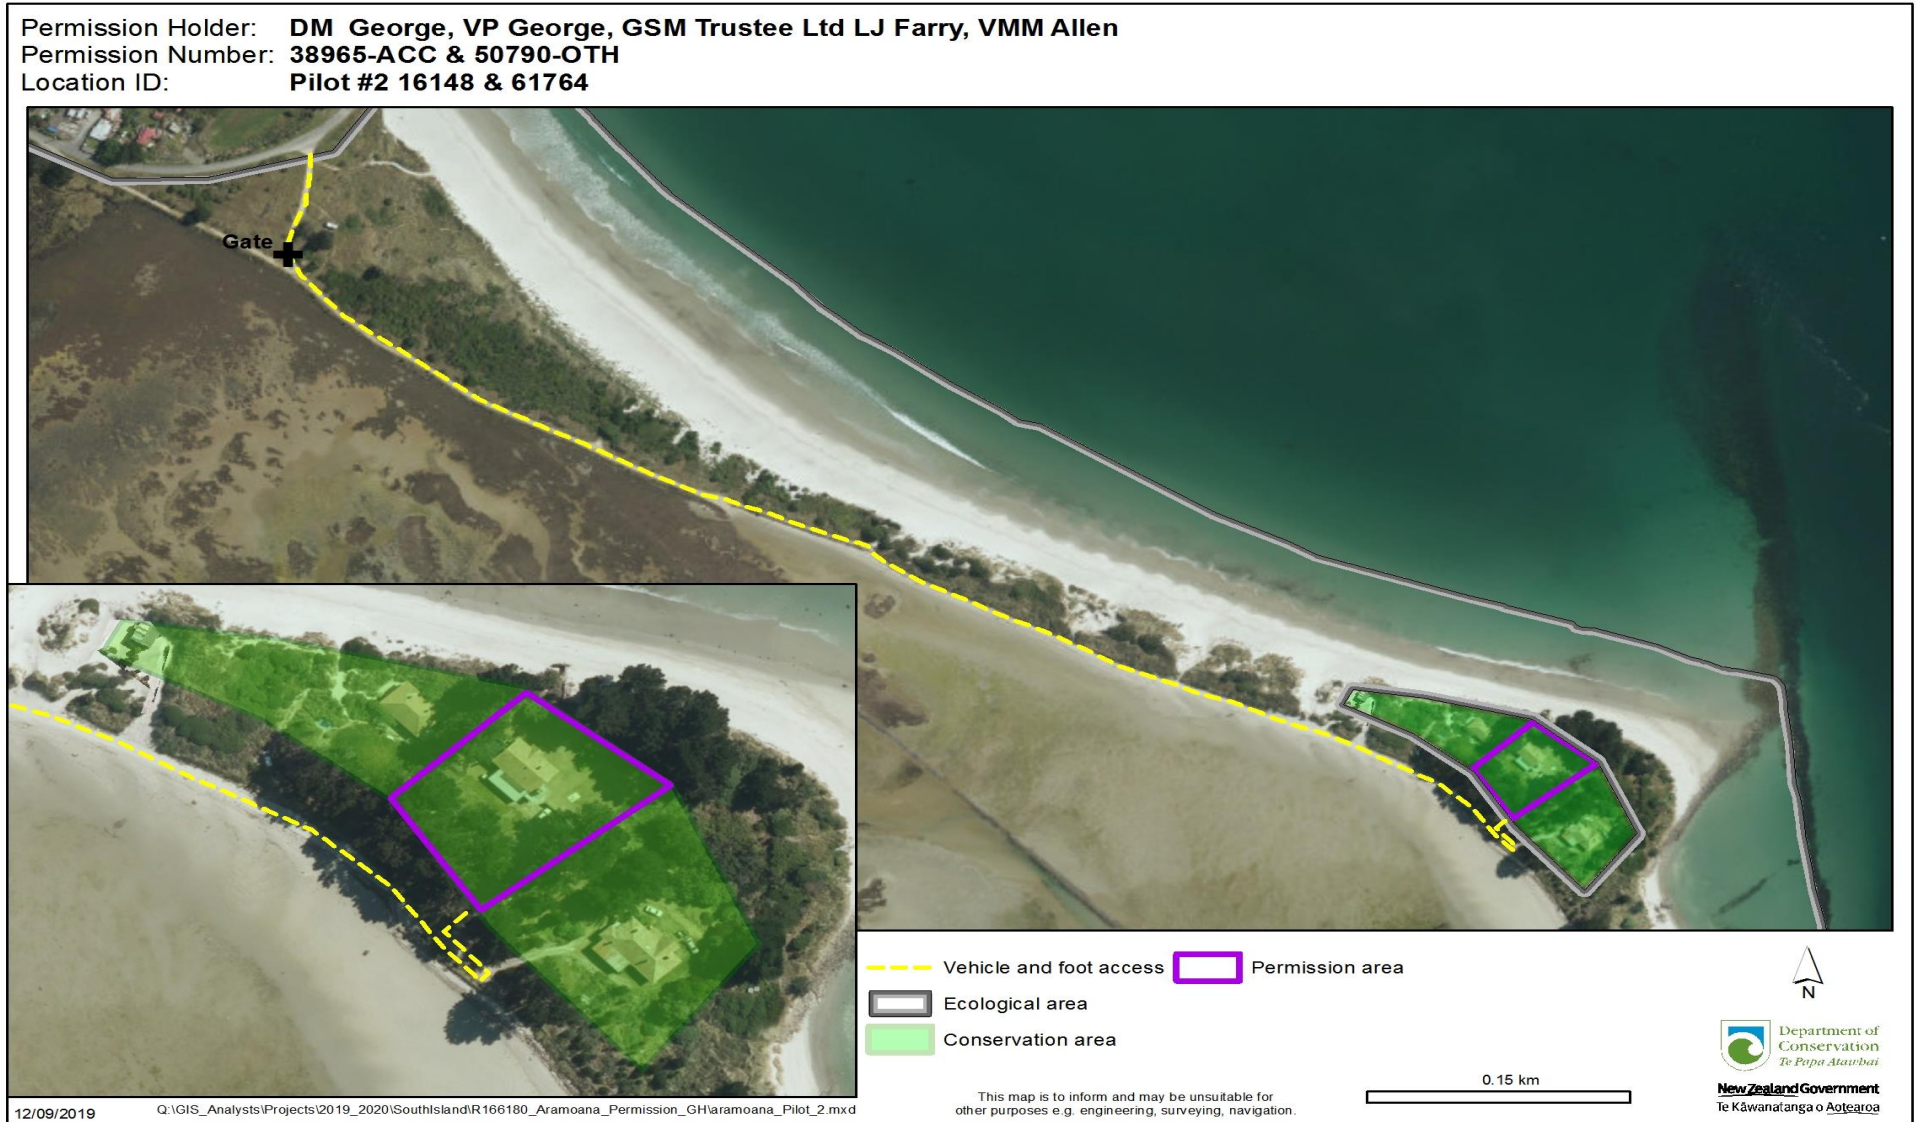 Permission Holder: DM George, VP George, GSM Trustee Ltd LJ Farry, VMM Allen
Permission Number: 38965-ACC & 50790-OTH
Location ID: Pilot #2 16148 & 61764
Gate
Vehicle and foot access
Permission area
Ecological area
Conservation area
N
0.15 km
This map is to inform and may be unsuitable for
other purposes e.g. engineering, surveying, navigation.
Department of
Conservation
Te Papa Atawhai
New Zealand Government
Te Kāwanatanga o Aotearoa
12/09/2019
Q:\GIS_Analysts\Projects\2019_2020\SouthIsland\R166180_Aramoana_Permission_GH\aramoana_Pilot_2.mxd